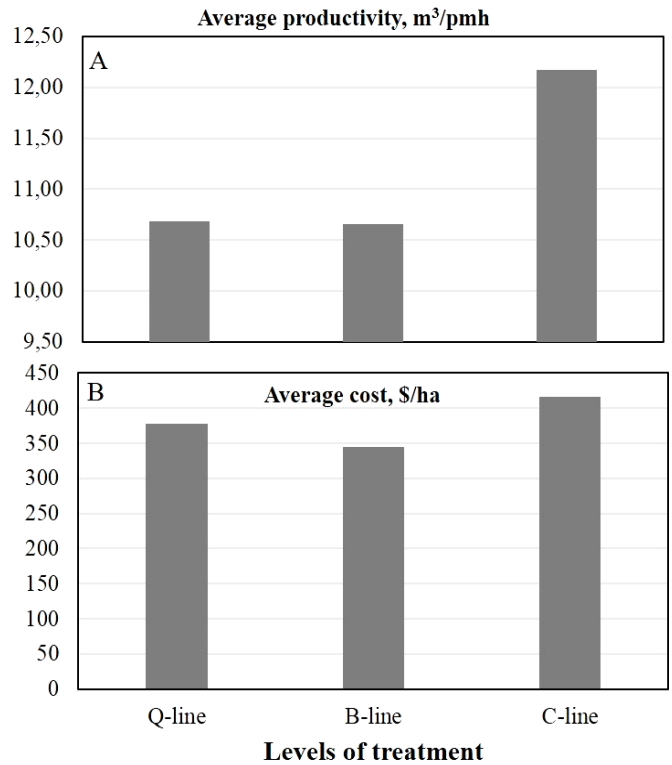 Average productivity, m³/pmh
A
12,50
12,00
11,50
11,00
10,50
10,00
9,50
B
Average cost, $/ha
450
400
350
300
250
200
150
100
50
0
Q-line B-line C-line
Levels of treatment